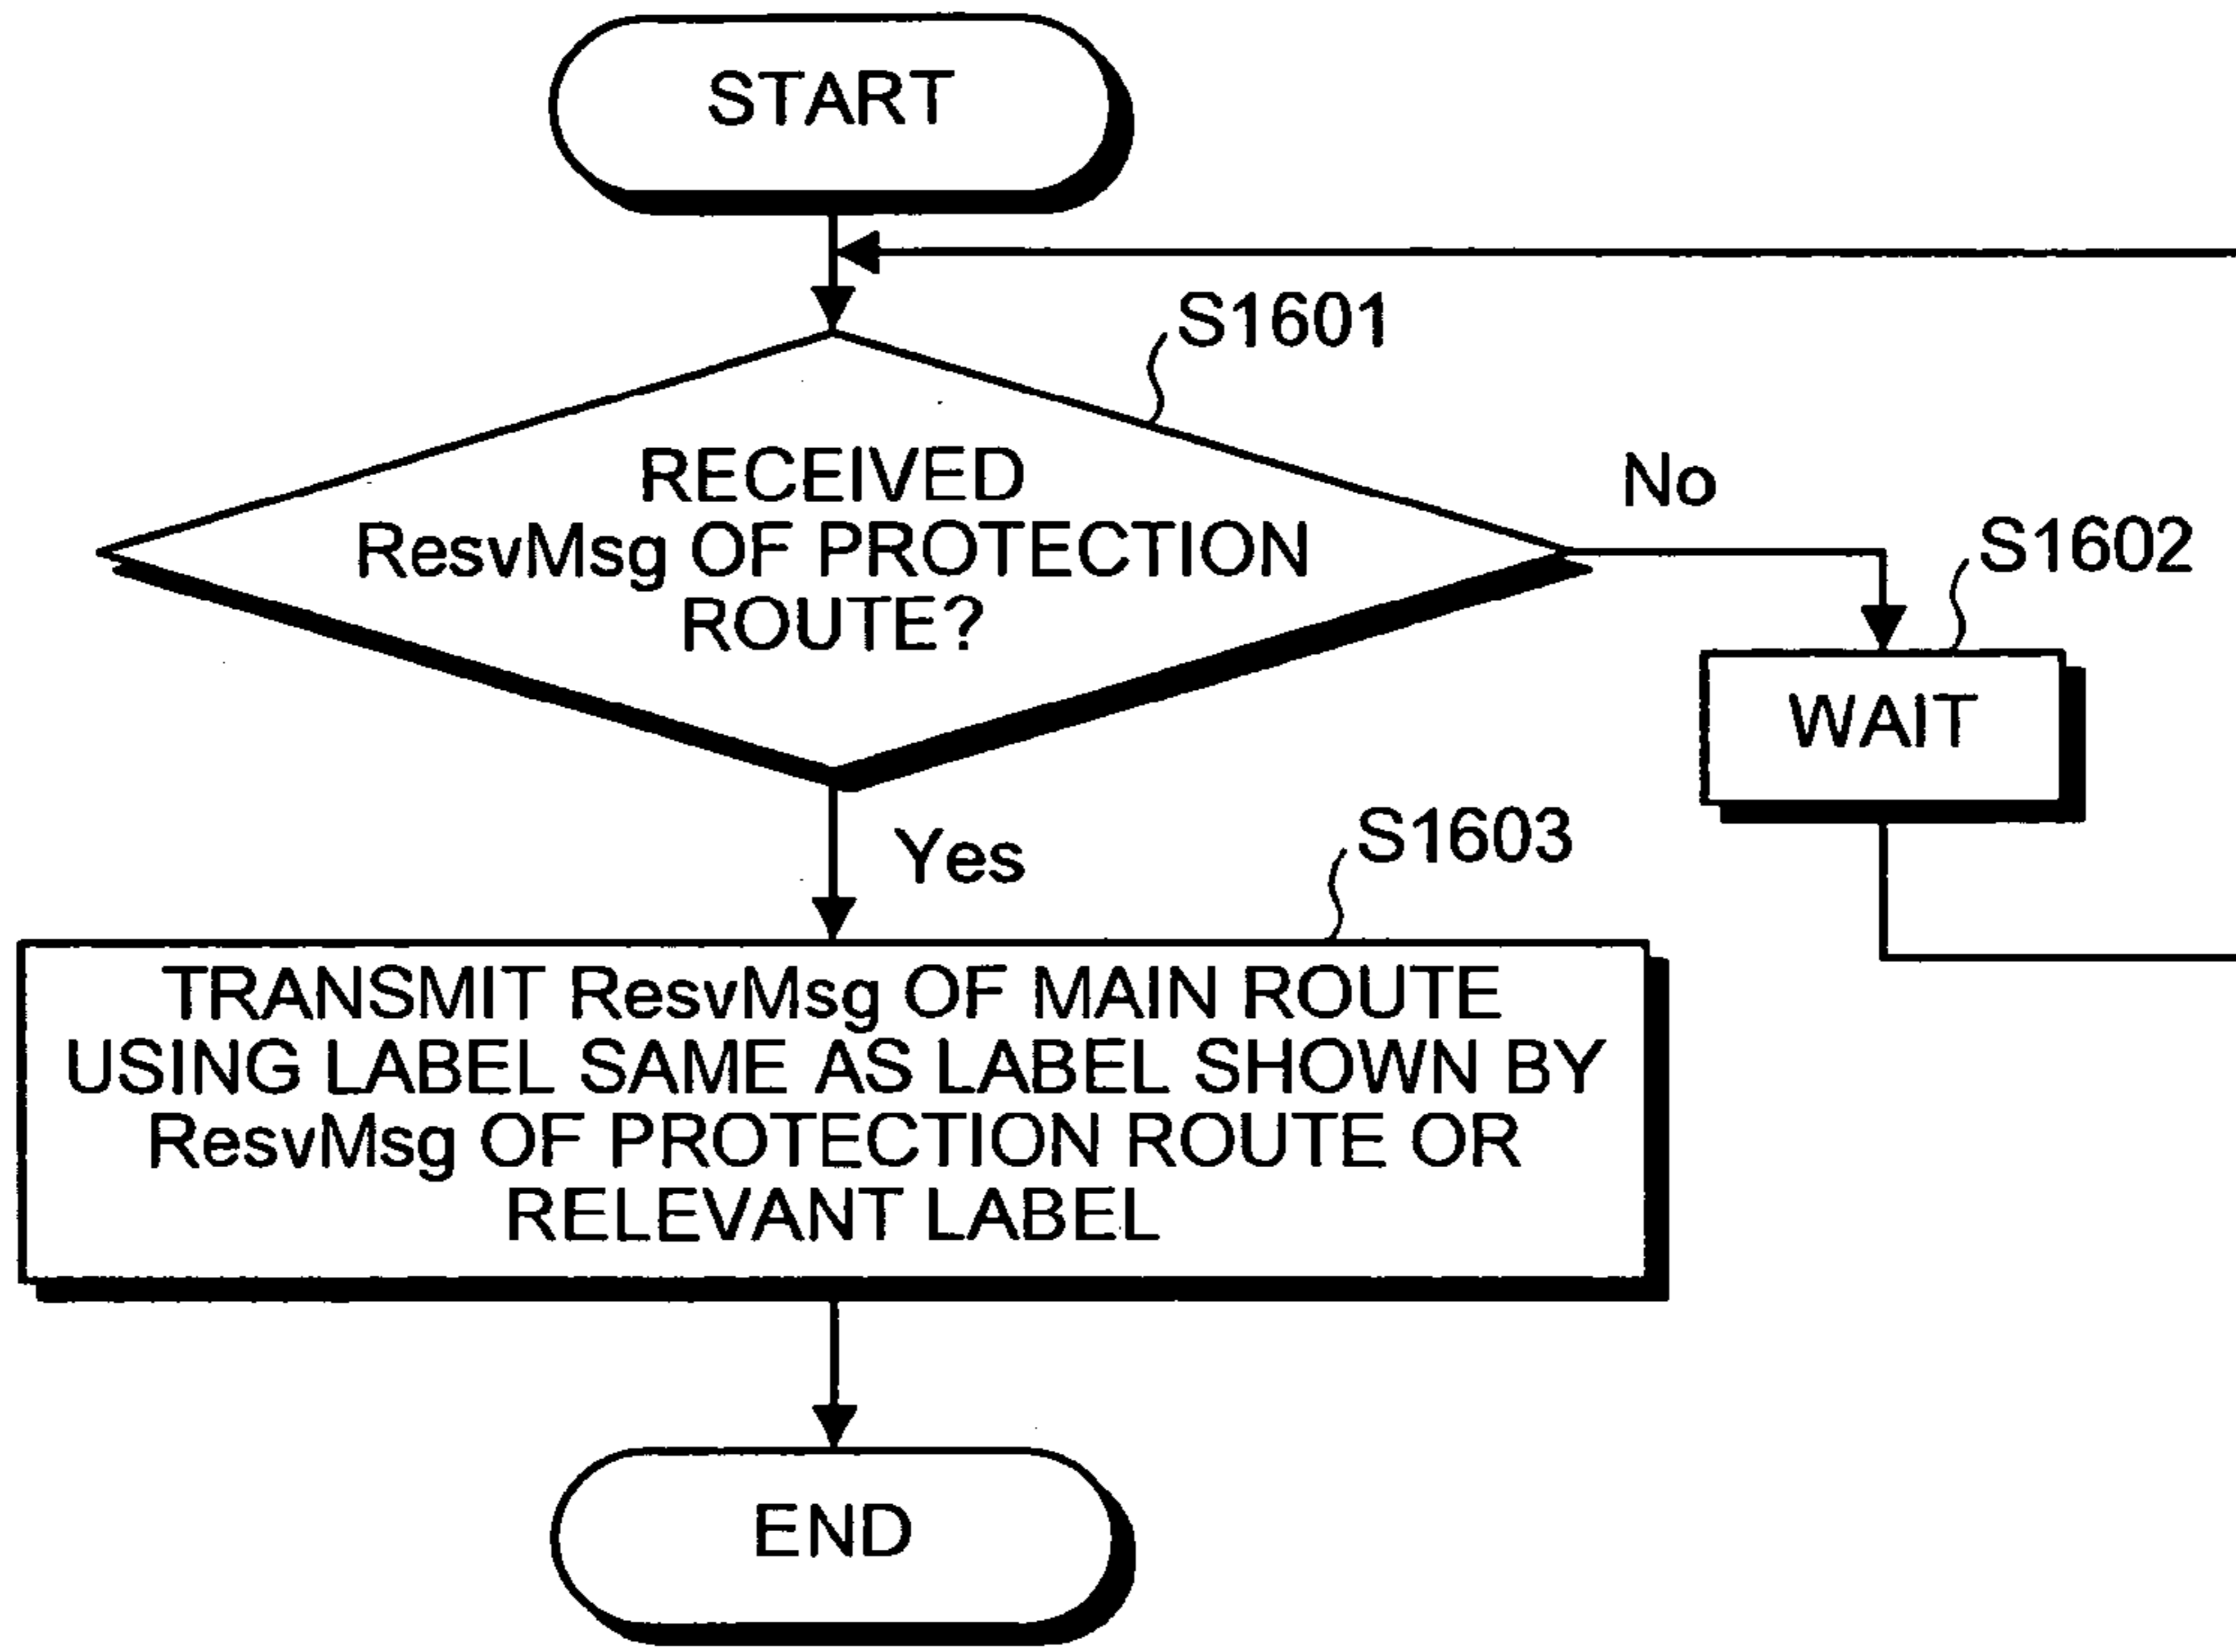 START
S1601
RECEIVED
ResvMsg OF PROTECTION
ROUTE?
No
S1602
WAIT
Yes
S1603
TRANSMIT ResvMsg OF MAIN ROUTE
USING LABEL SAME AS LABEL SHOWN BY
ResvMsg OF PROTECTION ROUTE OR
RELEVANT LABEL
END